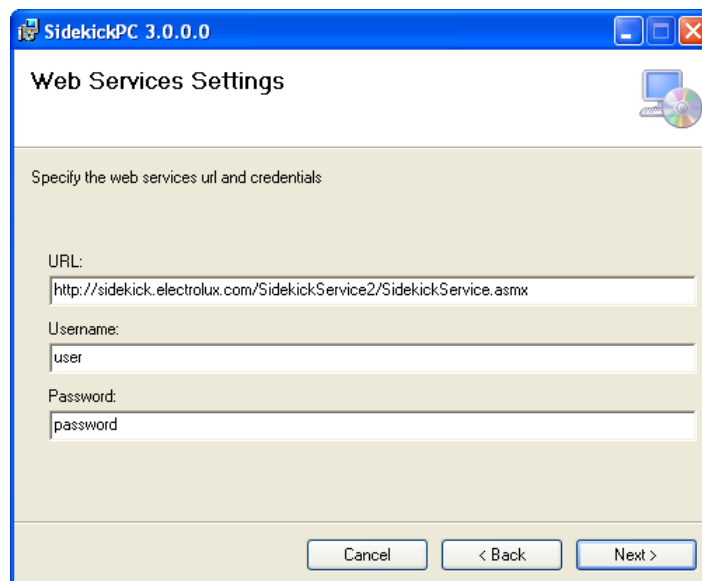 SidekickPC 3.0.0.0
Web Services Settings
Specify the web services url and credentials
URL:
http://sidekick.electrolux.com/SidekickService2/SidekickService.asmx
Username:
user
Password:
password
Cancel
< Back
Next >